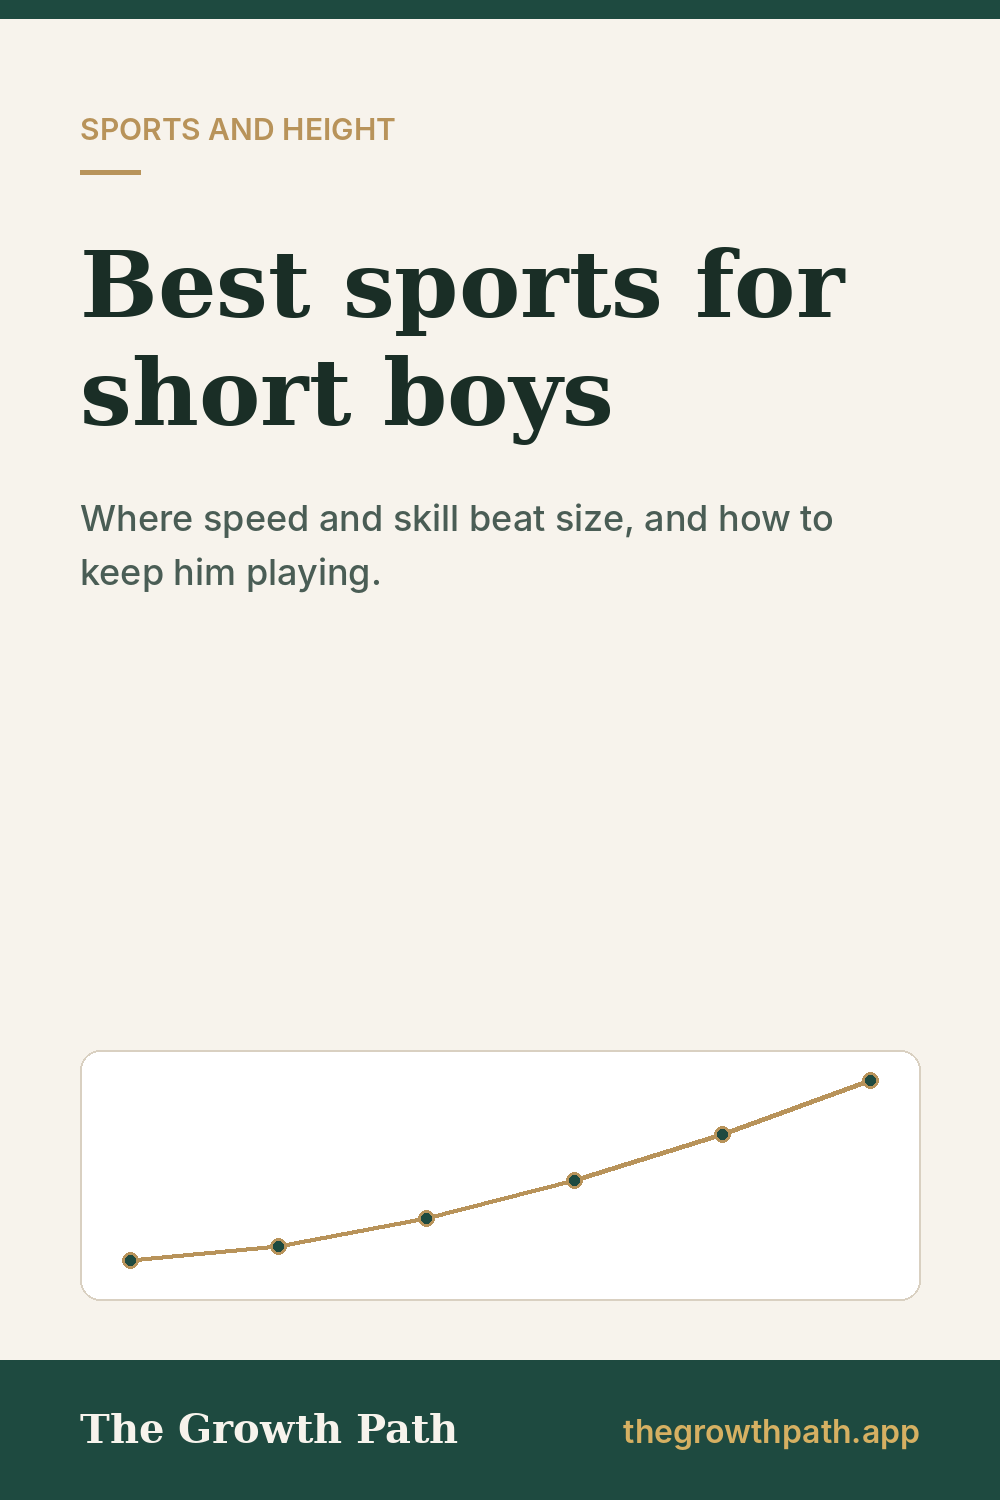 SPORTS AND HEIGHT
Best sports for
short boys
Where speed and skill beat size, and how to
keep him playing.
The Growth Path
thegrowthpath.app